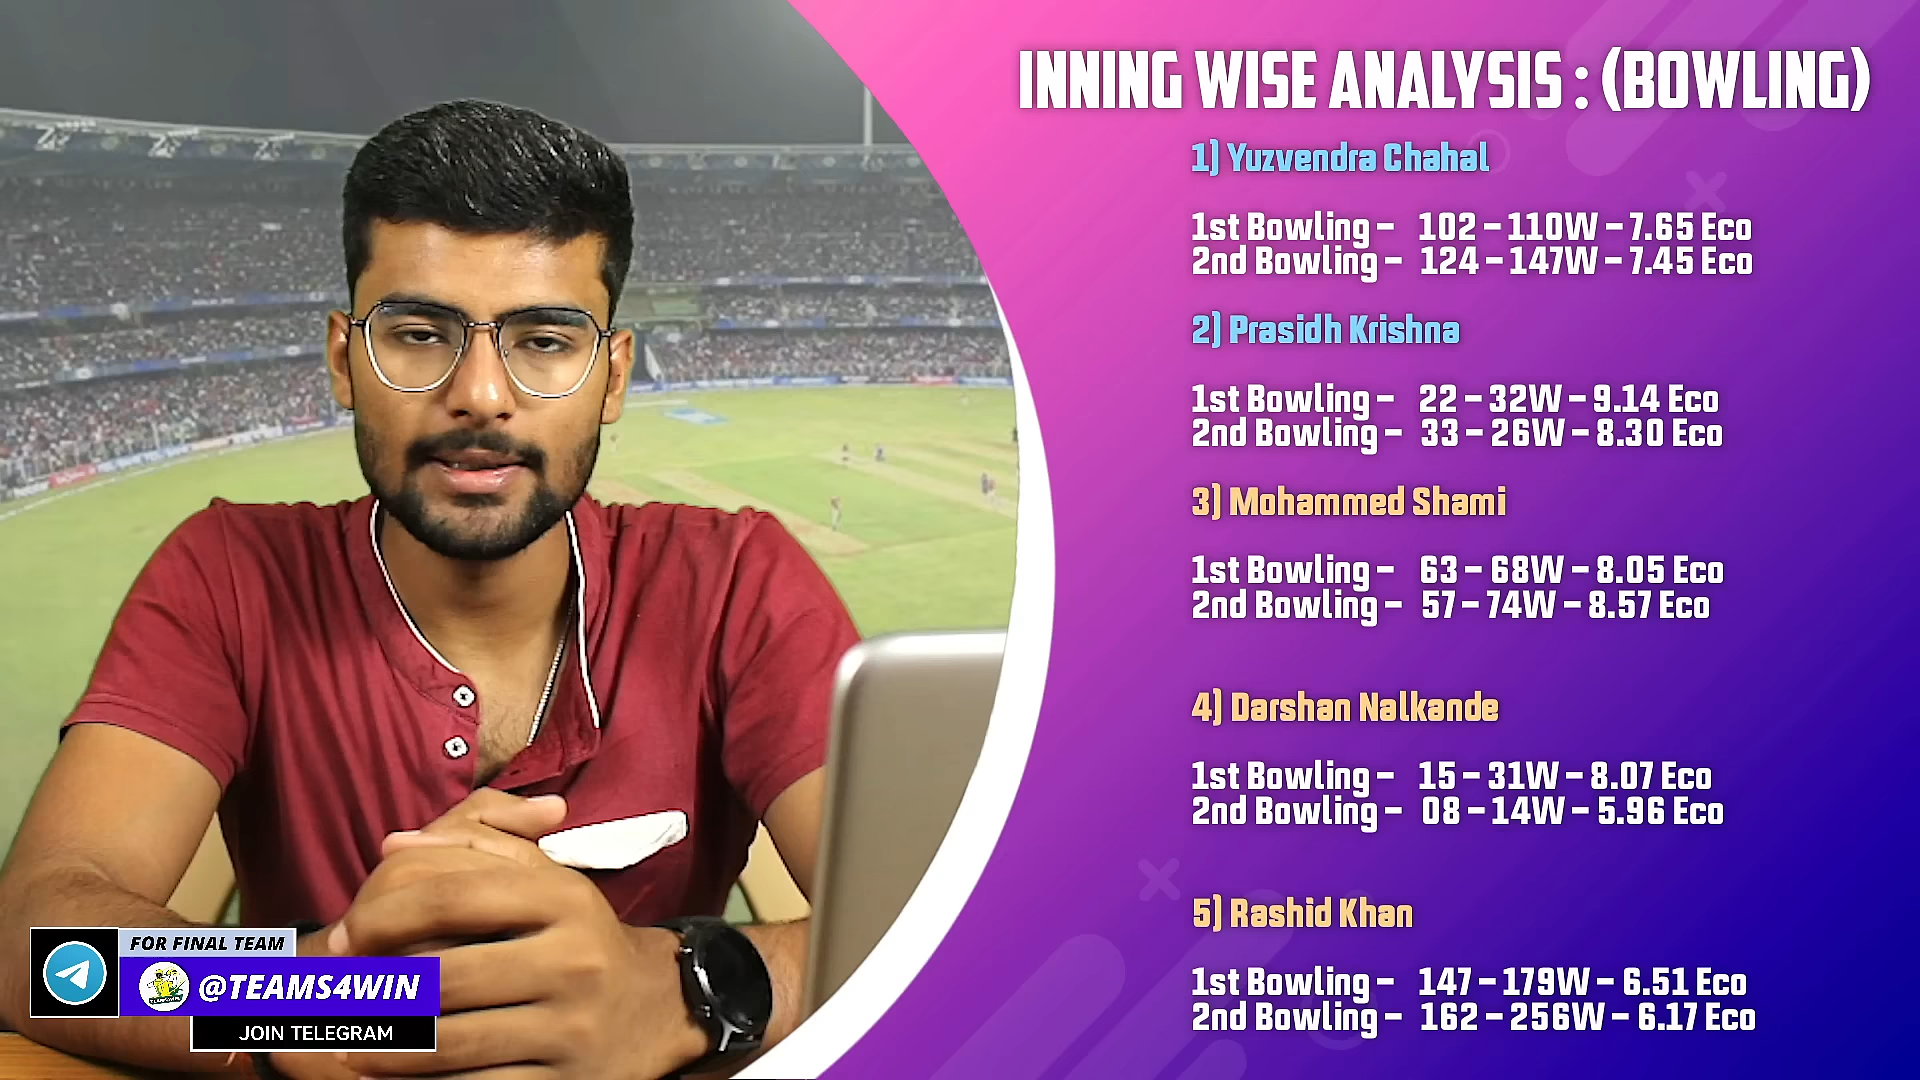 INNING WISE ANALYSIS : (BOWLING)
1) Yuzvendra Chahal
1st Bowling – 102 – 110W – 7.65 Eco
2nd Bowling – 124 – 147W – 7.45 Eco
2) Prasidh Krishna
1st Bowling – 22 – 32W – 9.14 Eco
2nd Bowling – 33 – 26W – 8.30 Eco
3) Mohammed Shami
1st Bowling – 63 – 68W – 8.05 Eco
2nd Bowling – 57 – 74W – 8.57 Eco
4) Darshan Nalkande
1st Bowling – 15 – 31W – 8.07 Eco
2nd Bowling – 08 – 14W – 5.96 Eco
5) Rashid Khan
1st Bowling – 147 – 179W – 6.51 Eco
2nd Bowling – 162 – 256W – 6.17 Eco
FOR FINAL TEAM
@TEAMS4WIN
JOIN TELEGRAM